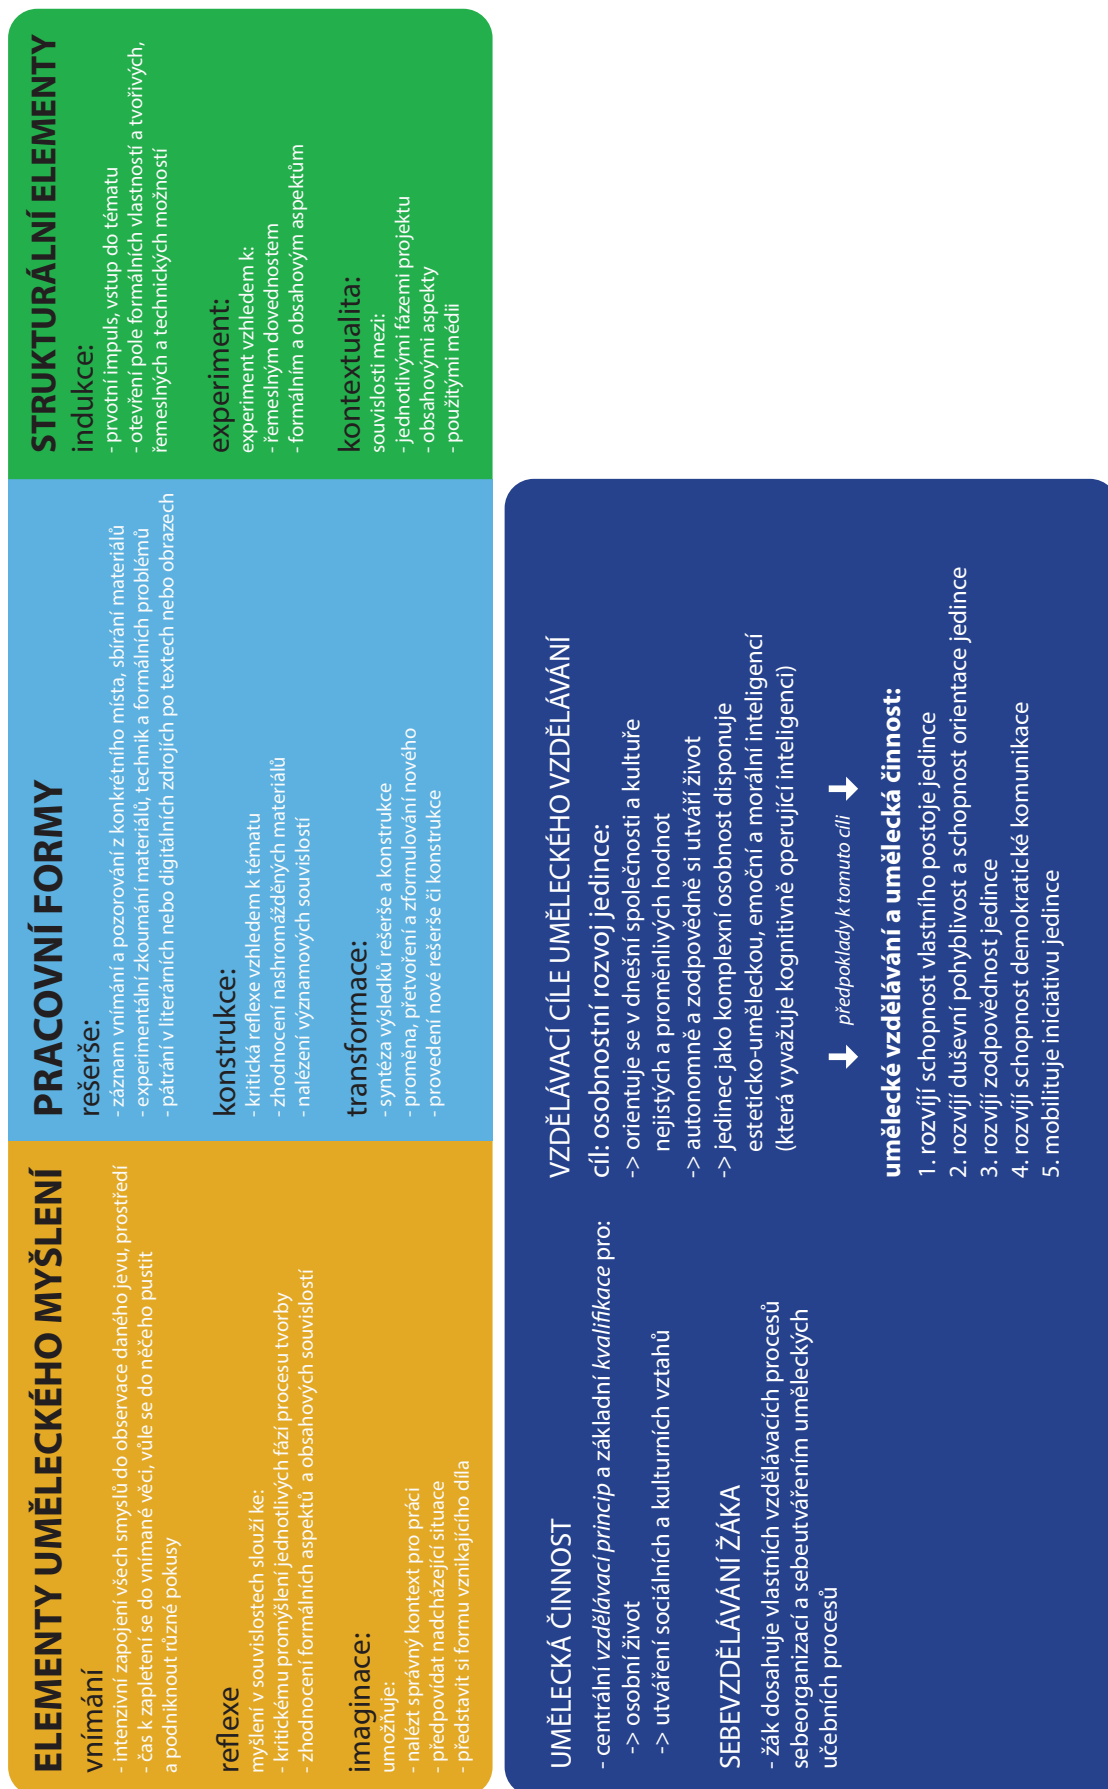 ELEMENTY UMĚLECKÉHO MYŠLENÍ
vnímání
- intenzivní zapojení všech smyslů do observace daného jevu, prostředí
- čas k zapletení se do vnímané věci, vůle se do něčeho pustit
a podniknout různé pokusy
reflexe
myšlení v souvislostech slouží ke:
- kritickému promýšlení jednotlivých fází procesu tvorby
- zhodnocení formálních aspektů a obsahových souvislostí
imaginace:
umožňuje:
- nalézt správný kontext pro práci
- předpovídat nadcházející situace
- představit si formu vznikajícího díla
PRACOVNÍ FORMY
rešerše:
- záznam vnímání a pozorování z konkrétního místa, sbírání materiálů
- experimentální zkoumání materiálů, technik a formálních problémů
- pátrání v literárních nebo digitálních zdrojích po textech nebo obrazech
konstrukce:
- kritická reflexe vzhledem k tématu
- zhodnocení nashromážděných materiálů
- nalézení významových souvislostí
transformace:
- syntéza výsledků rešerše a konstrukce
- proměna, přetvoření a zformulování nového
- provedení nové rešerše či konstrukce
STRUKTURÁLNÍ ELEMENTY
indukce:
- prvotní impuls, vstup do tématu
- otevření pole formálních vlastností a tvořivých,
řemeslných a technických možností
experiment:
experiment vzhledem k:
- řemeslným dovednostem
- formálním a obsahovým aspektům
kontextualita:
souvislosti mezi:
- jednotlivými fázemi projektu
- obsahovými aspekty
- použitými médii
UMĚLECKÁ ČINNOST
- centrální vzdělávací princip a základní kvalifikace pro:
-> osobní život
-> utváření sociálních a kulturních vztahů
SEBEVZDĚLÁVÁNÍ ŽÁKA
- žák dosahuje vlastních vzdělávacích procesů
sebeorganizací a sebeutvářením uměleckých
učebních procesů
VZDĚLÁVACÍ CÍLE UMĚLECKÉHO VZDĚLÁVÁNÍ
cíl: osobnostní rozvoj jedince:
-> orientuje se v dnešní společnosti a kultuře
nejistých a proměnlivých hodnot
-> autonomně a zodpovědně si utváří život
-> jedinec jako komplexní osobnost disponuje
esteticko-uměleckou, emoční a morální inteligencí
(která vyvažuje kognitivně operující inteligenci)
předpoklady k tomuto cíli
umělecké vzdělávání a umělecká činnost:
1. rozvíjí schopnost vlastního postoje jedince
2. rozvíjí duševní pohyblivost a schopnost orientace jedince
3. rozvíjí zodpovědnost jedince
4. rozvíjí schopnost demokratické komunikace
5. mobilituje iniciativu jedince